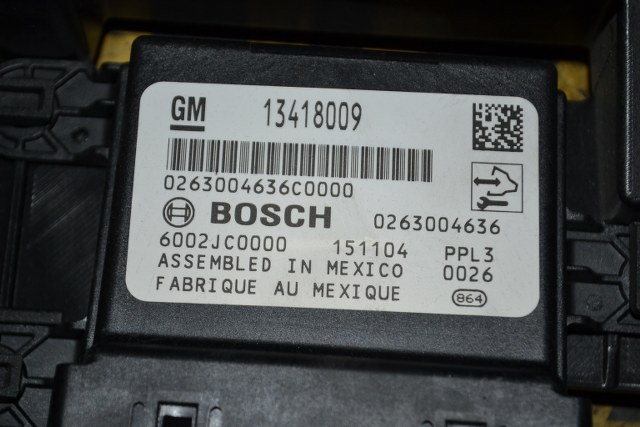 GM 13418009
0263004636C0000
BOSCH 0263004636
6002JC0000 151104 PPL3
ASSEMBLED IN MEXICO 0026
FABRIQUE AU MEXIQUE 864